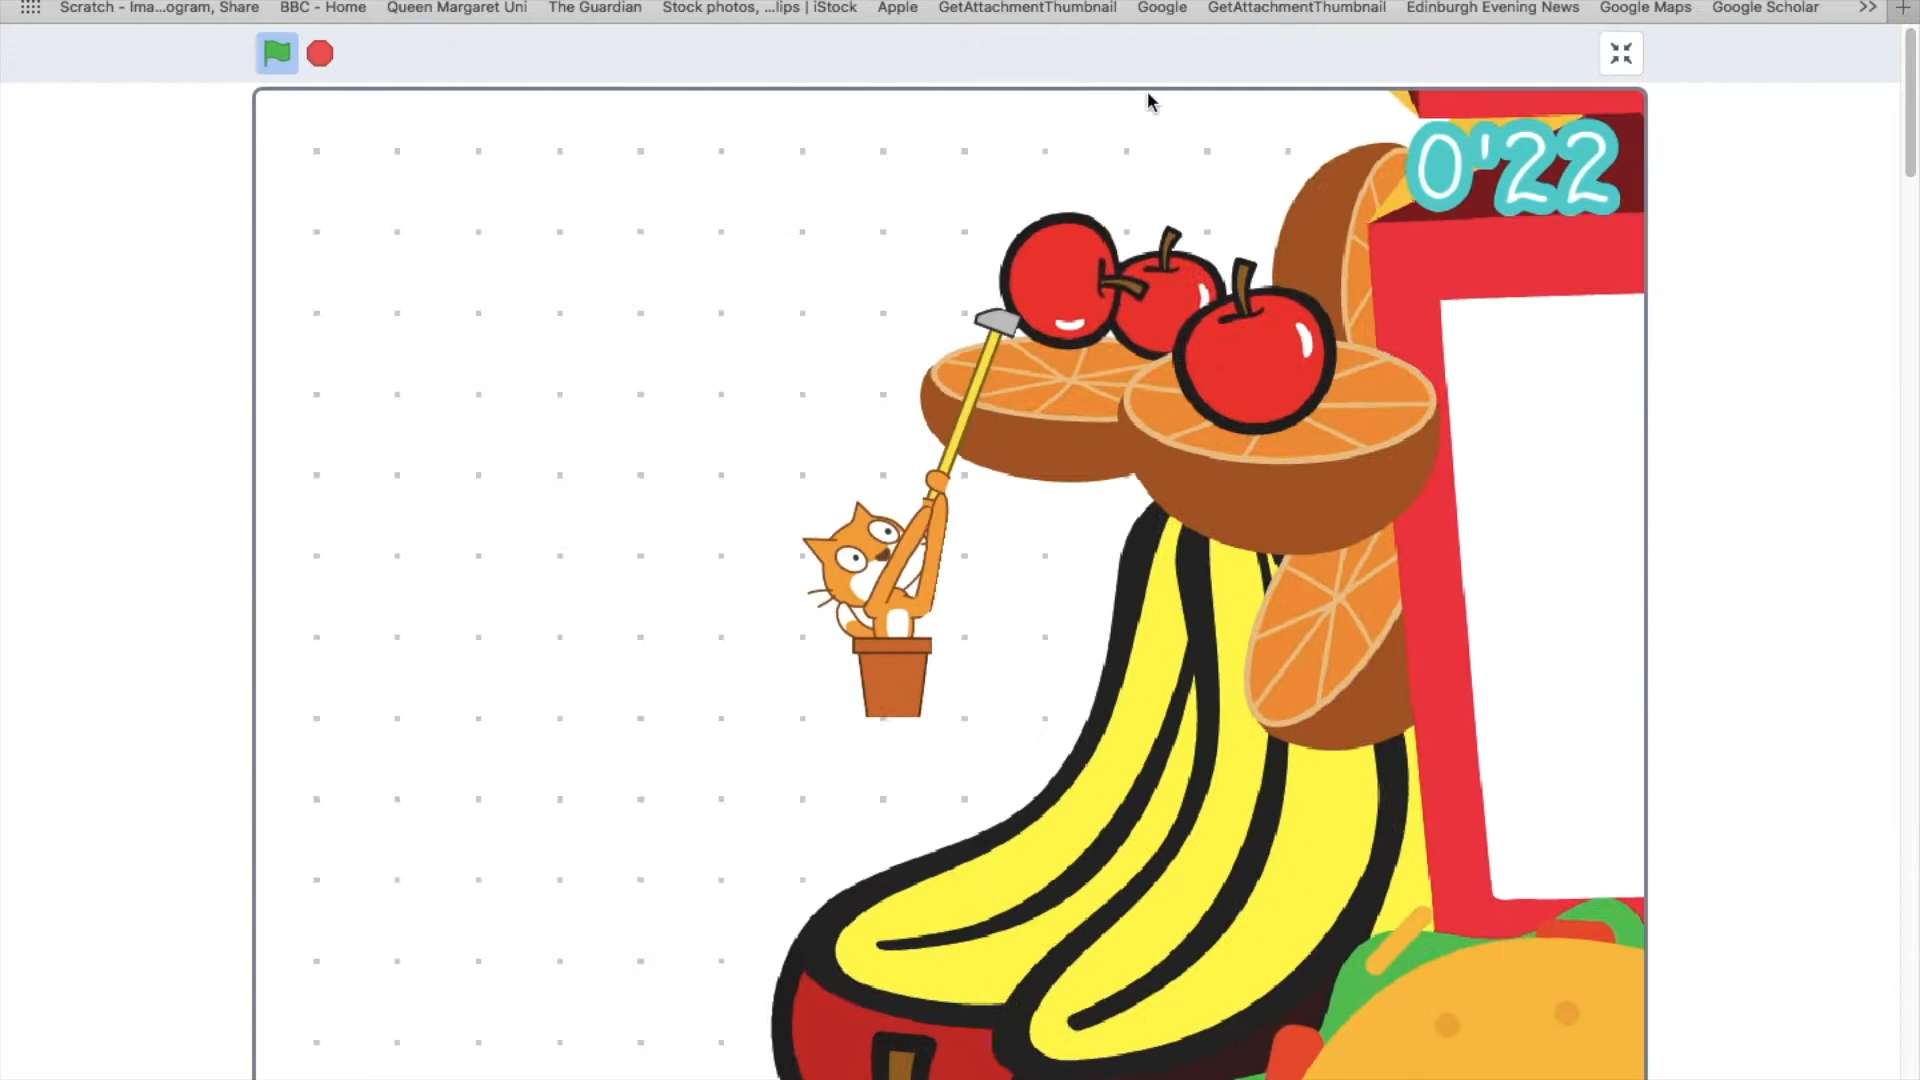 Scratch - Ima...ogram, Share BBC - Home Queen Margaret Uni The Guardian Stock photos, ...lips | iStock Apple GetAttachmentThumbnail Google GetAttachmentThumbnail Edinburgh Evening News Google Maps Google Scholar >>
0'22